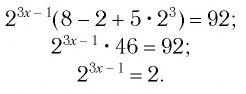 2^{3x−1}(8 − 2 + 5 · 2^3) = 92;
2^{3x−1} · 46 = 92;
2^{3x−1} = 2.